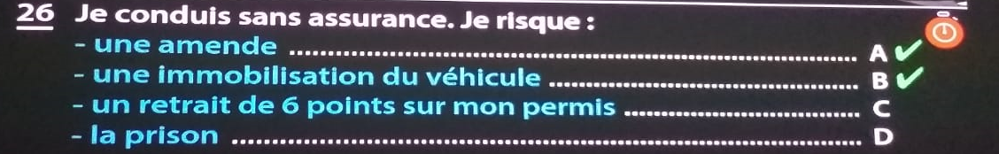 26 Je conduis sans assurance. Je risque :
- une amende ........................................ A ✔
- une immobilisation du véhicule ........................................ B ✔
- un retrait de 6 points sur mon permis ........................................ C
- la prison ........................................ D